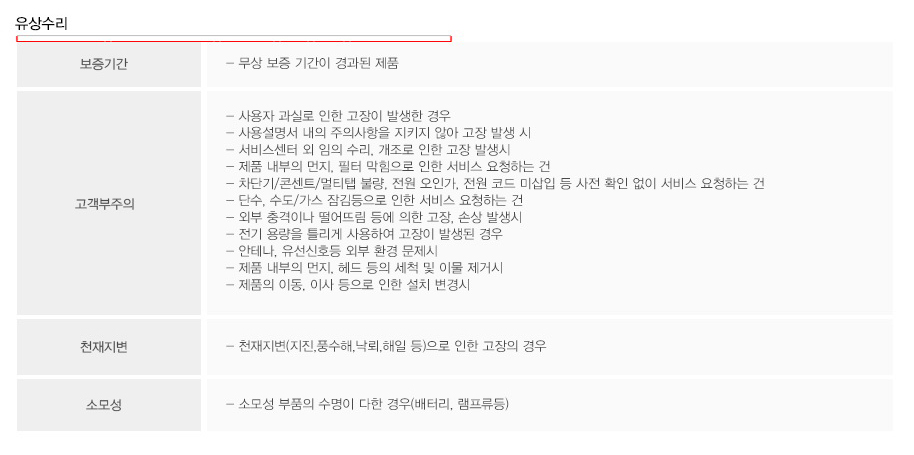 유상수리
보증기간
– 무상 보증 기간이 경과된 제품
고객부주의
– 사용자 과실로 인한 고장이 발생한 경우
– 사용설명서 내의 주의사항을 지키지 않아 고장 발생 시
– 서비스센터 외 임의 수리, 개조로 인한 고장 발생시
– 제품 내부의 먼지, 필터 막힘으로 인한 서비스 요청하는 건
– 차단기/콘센트/멀티탭 불량, 전원 오인가, 전원 코드 미삽입 등 사전 확인 없이 서비스 요청하는 건
– 단수, 수도/가스 잠김등으로 인한 서비스 요청하는 건
– 외부 충격이나 떨어뜨림 등에 의한 고장, 손상 발생시
– 전기 용량을 틀리게 사용하여 고장이 발생된 경우
– 안테나, 유선신호등 외부 환경 문제시
– 제품 내부의 먼지, 헤드 등의 세척 및 이물 제거시
– 제품의 이동, 이사 등으로 인한 설치 변경시
천재지변
– 천재지변(지진,풍수해,낙뢰,해일 등)으로 인한 고장의 경우
소모성
– 소모성 부품의 수명이 다한 경우(배터리, 램프류등)